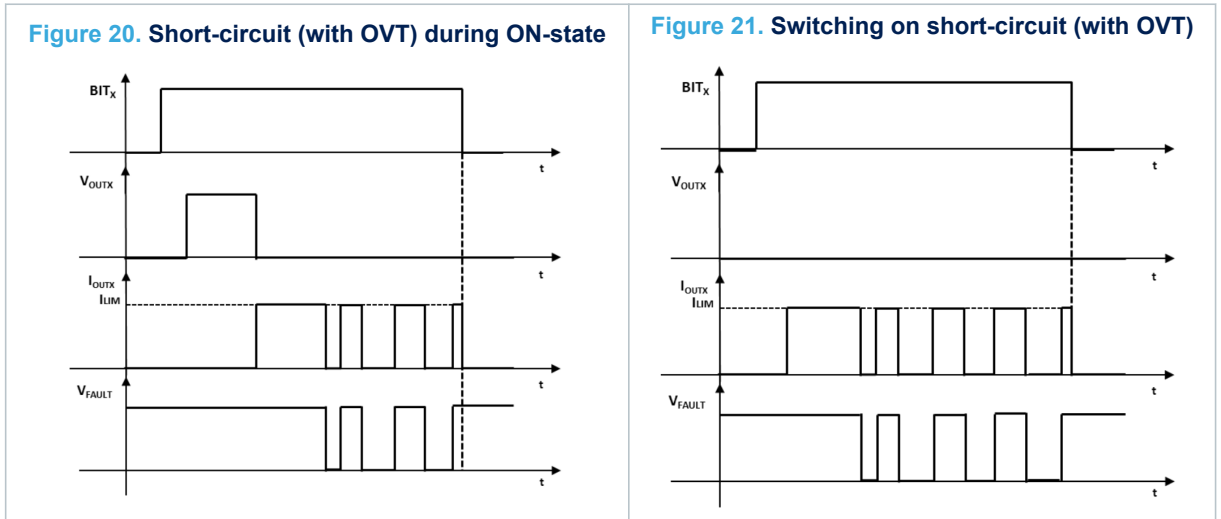 Figure 20. Short-circuit (with OVT) during ON-state
BITX
t
VOUTX
t
IOUTX
ILIM
t
VFAULT
t
Figure 21. Switching on short-circuit (with OVT)
BITX
t
VOUTX
t
IOUTX
ILIM
t
VFAULT
t